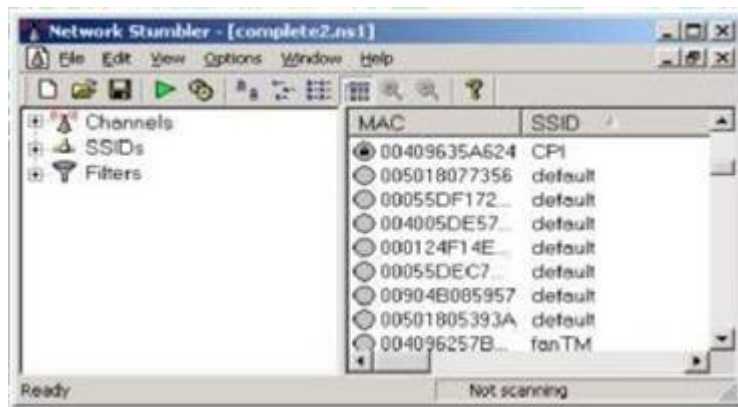 Network Stumbler - [complete2.ns1]
File Edit View Options Window Help
Channels
SSIDs
Filters
MAC SSID
00409635A624 CPI
005018077356 default
00055DF172... default
004005DE57... default
000124F14E... default
00055DEC7... default
00904B085957 default
00501805393A default
004096257B... fanTM
Ready Not scanning